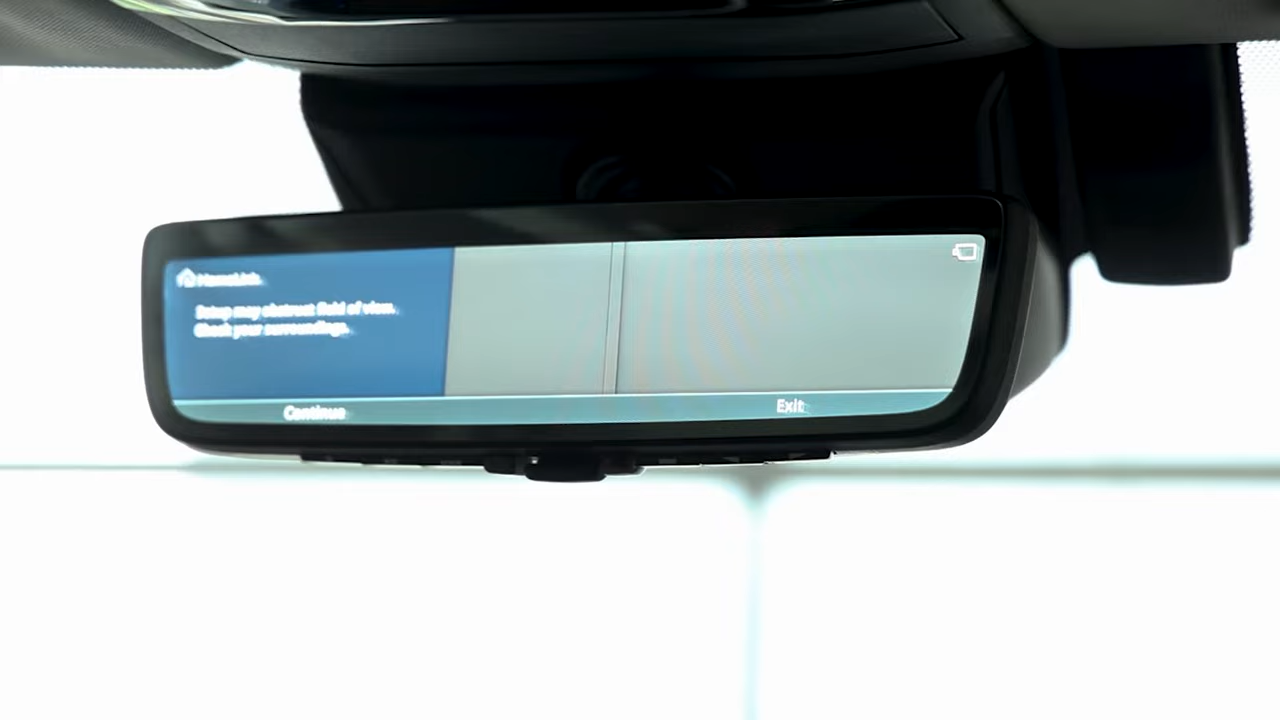 HomeLink
Setup may obstruct field of view.
Check your surroundings.
Continue
Exit